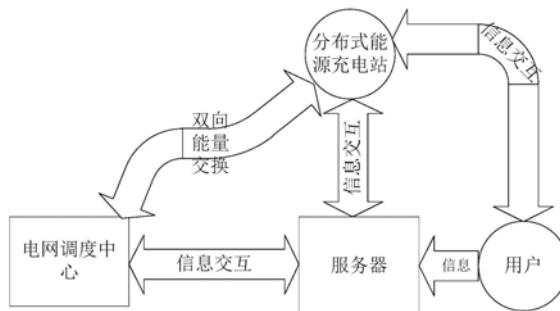 分布式能
源充电站
信息交互
双向
能量
交换
信息交互
电网调度中
心
信息交互
服务器
信息
用户